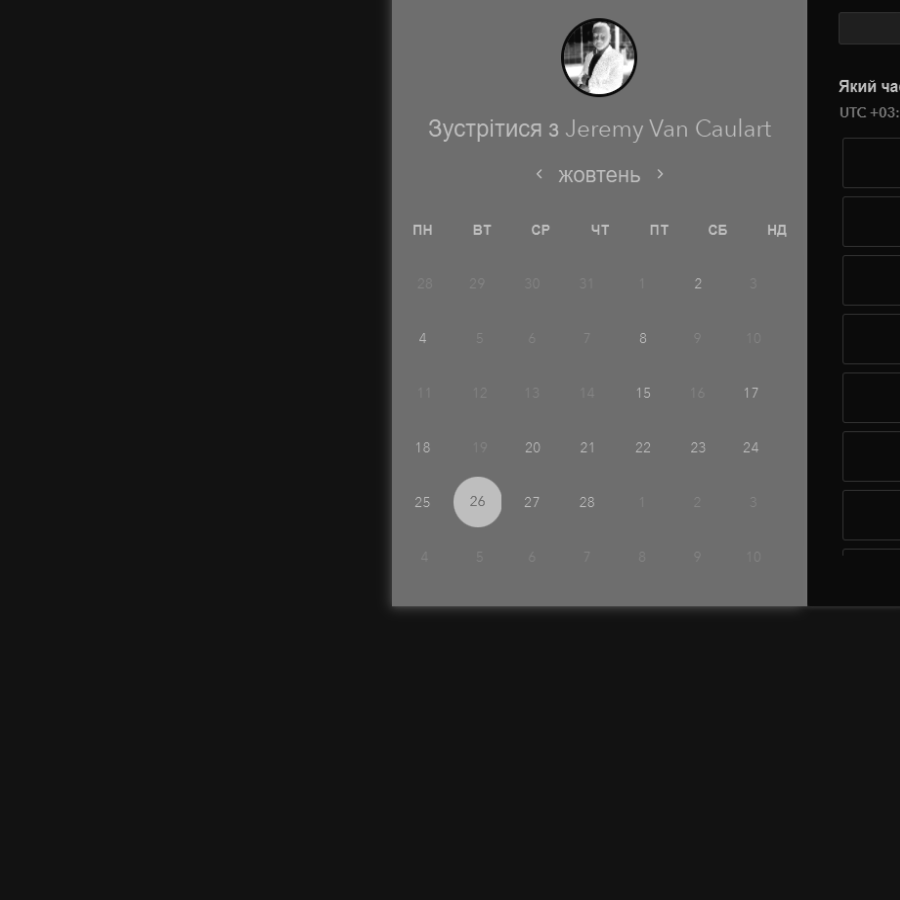 Зустрітися з Jeremy Van Caulart
‹ жовтень ›
ПН ВТ СР ЧТ ПТ СБ НД
28 29 30 31 1 2 3
4 5 6 7 8 9 10
11 12 13 14 15 16 17
18 19 20 21 22 23 24
25 26 27 28 1 2 3
4 5 6 7 8 9 10
Який
UTC +03: